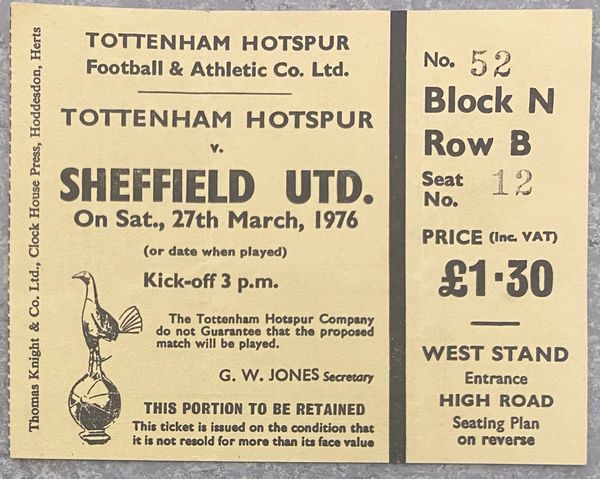 Thomas Knight & Co. Ltd., Clock House Press, Hoddesdon, Herts
TOTTENHAM HOTSPUR
Football & Athletic Co. Ltd.
TOTTENHAM HOTSPUR
v.
SHEFFIELD UTD.
On Sat., 27th March, 1976
(or date when played)
Kick-off 3 p.m.
The Tottenham Hotspur Company
do not Guarantee that the proposed
match will be played.
G. W. JONES Secretary
THIS PORTION TO BE RETAINED
This ticket is issued on the condition that
it is not resold for more than its face value
No. 52
Block N
Row B
Seat
No. 12
PRICE (Inc. VAT)
£1·30
WEST STAND
Entrance
HIGH ROAD
Seating Plan
on reverse